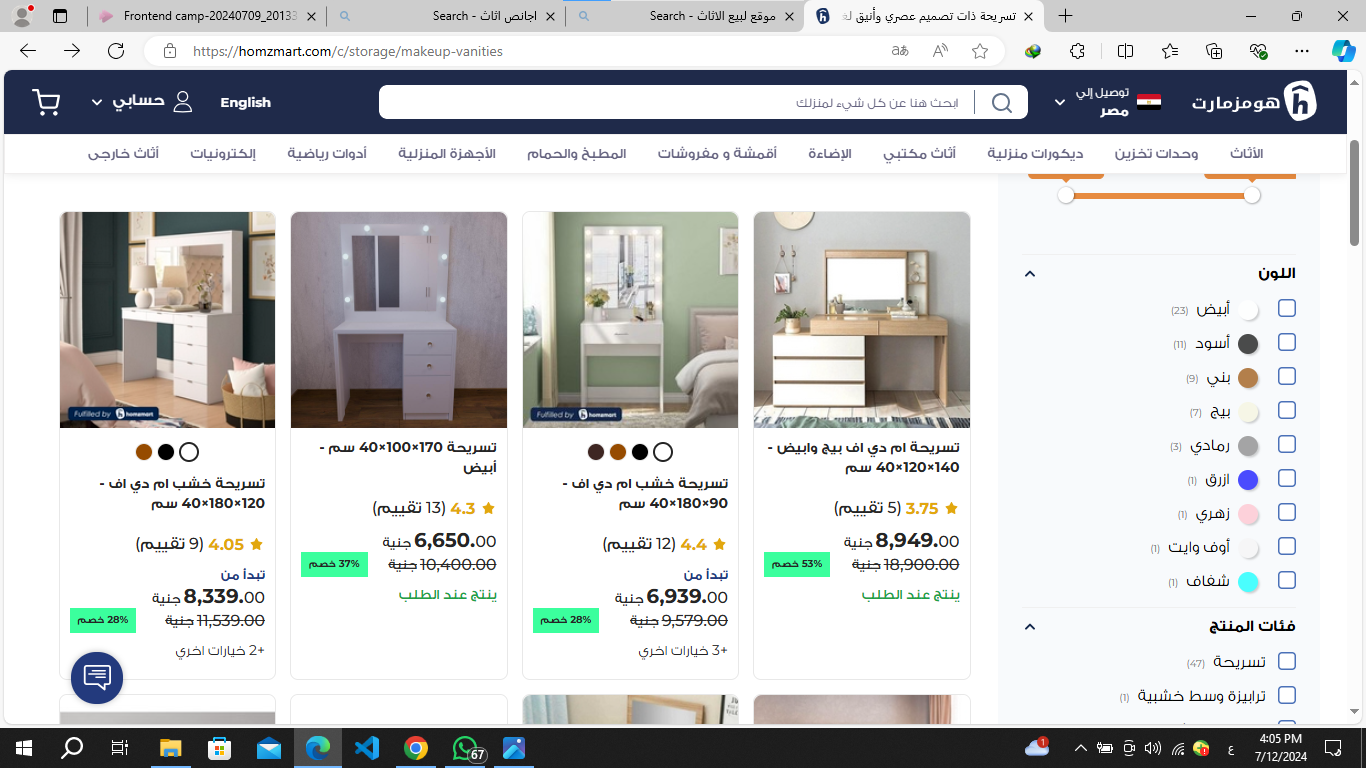 Frontend camp-20240709_20133
اجانص اثاث - Search
موقع لبيع الاثاث - Search
تسريحة ذات تصميم عصري وأنيق لغ
https://homzmart.com/c/storage/makeup-vanities
هومزمارت
توصيل إلي
مصر
ابحث هنا عن كل شيء لمنزلك
English
حسابي
الأثاث
وحدات تخزين
ديكورات منزلية
أثاث مكتبي
الإضاءة
أقمشة و مفروشات
المطبخ والحمام
الأجهزة المنزلية
أدوات رياضية
إلكترونيات
أثاث خارجى
اللون
أبيض (23)
أسود (11)
بني (9)
بيج (7)
رمادي (3)
ازرق (1)
زهري (1)
أوف وايت (1)
شفاف (1)
فئات المنتج
تسريحة (47)
ترابيزة وسط خشبية (1)
تسريحة ام دي اف بيج وابيض -
140×120×40 سم
3.75 (5 تقييم)
8,949.00 جنية
18,900.00 جنية
53% خصم
ينتج عند الطلب
Fulfilled by homzmart
تسريحة خشب ام دي اف -
90×180×40 سم
4.4 (12 تقييم)
تبدأ من
6,939.00 جنية
9,579.00 جنية
28% خصم
+3 خيارات اخري
تسريحة 170×100×40 سم -
أبيض
4.3 (13 تقييم)
6,650.00 جنية
10,400.00 جنية
37% خصم
ينتج عند الطلب
Fulfilled by homzmart
تسريحة خشب ام دي اف -
120×180×40 سم
4.05 (9 تقييم)
تبدأ من
8,339.00 جنية
11,539.00 جنية
28% خصم
+2 خيارات اخري
67
1
ع
4:05 PM
7/12/2024